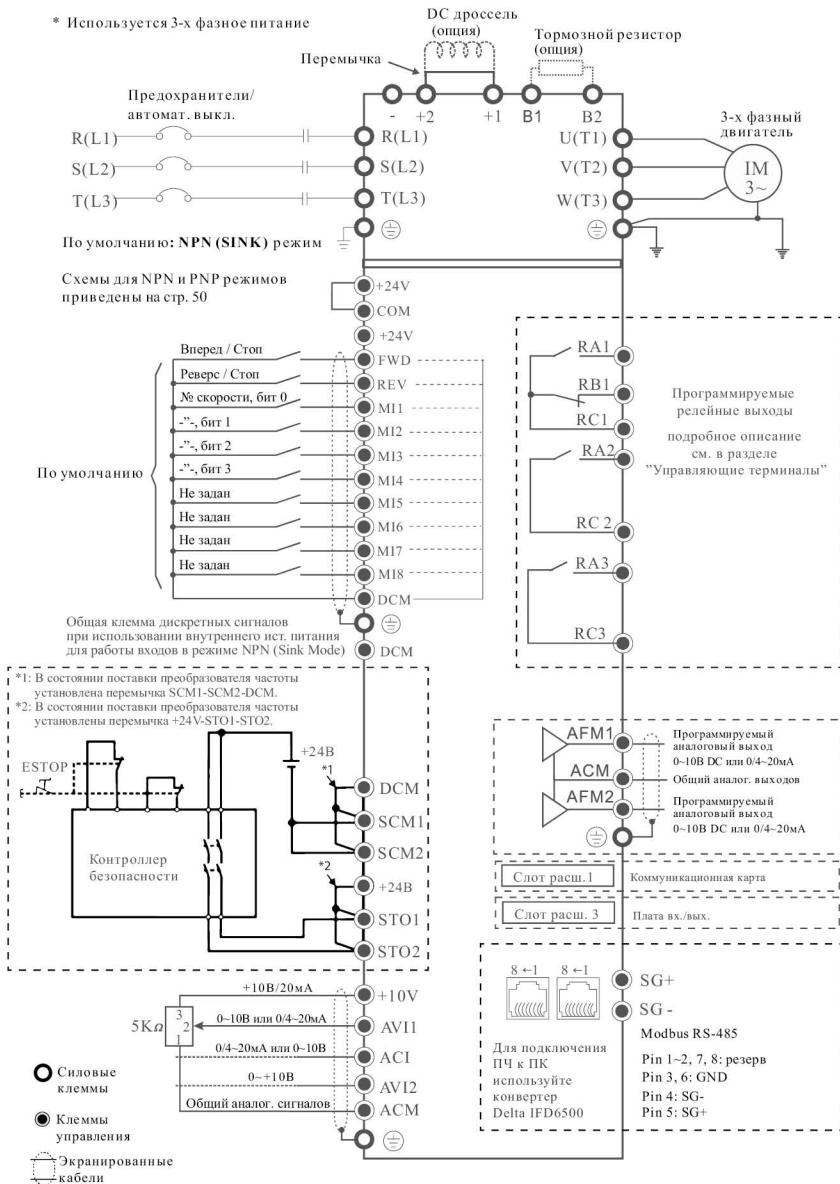 * Используется 3-х фазное питание
DC дроссель
(опция)
Тормозной резистор
(опция)
Перемычка
Предохранители/
автомат. выкл.
- +2 +1 B1 B2
R(L1)
S(L2)
T(L3)
R(L1)
S(L2)
T(L3)
U(T1)
V(T2)
W(T3)
3-х фазный
двигатель
IM
3~
По умолчанию: NPN (SINK) режим
Схемы для NPN и PNP режимов
приведены на стр. 50
+24V
COM
+24V
Вперед / Стоп
FWD
Реверс / Стоп
REV
№ скорости, бит 0
MI1
-”-, бит 1
MI2
-”-, бит 2
MI3
-”-, бит 3
MI4
По умолчанию
Не задан
MI5
Не задан
MI6
Не задан
MI7
Не задан
MI8
DCM
Общая клемма дискретных сигналов
при использовании внутреннего ист. питания
для работы входов в режиме NPN (Sink Mode)
DCM
RA1
RB1
RC1
RA2
RC 2
RA3
RC3
Программируемые
релейные выходы
подробное описание
см. в разделе
”Управляющие терминалы”
*1: В состоянии поставки преобразователя частоты
установлена перемычка SCM1-SCM2-DCM.
*2: В состоянии поставки преобразователя частоты
установлены перемычка +24V-STO1-STO2.
ESTOP
+24В
*1
DCM
SCM1
SCM2
*2
+24В
STO1
STO2
Контроллер
безопасности
AFM1
ACM
AFM2
Программируемый
аналоговый выход
0~10В DC или 0/4~20мА
Общий аналог. выходов
Программируемый
аналоговый выход
0~10В DC или 0/4~20мА
Слот расш. 1
Коммуникационная карта
Слот расш. 3
Плата вх./вых.
8 ←1 8 ←1
SG+
SG -
Modbus RS-485
Pin 1~2, 7, 8: резерв
Pin 3, 6: GND
Pin 4: SG-
Pin 5: SG+
Для подключения
ПЧ к ПК
используйте
конвертер
Delta IFD6500
+10В/20мА
+10V
5KΩ
3
2
1
0~10В или 0/4~20мА
AVI1
0/4~20мА или 0~10В
ACI
0~+10В
AVI2
Общий аналог. сигналов
ACM
Силовые
клеммы
Клеммы
управления
Экранированные
кабели